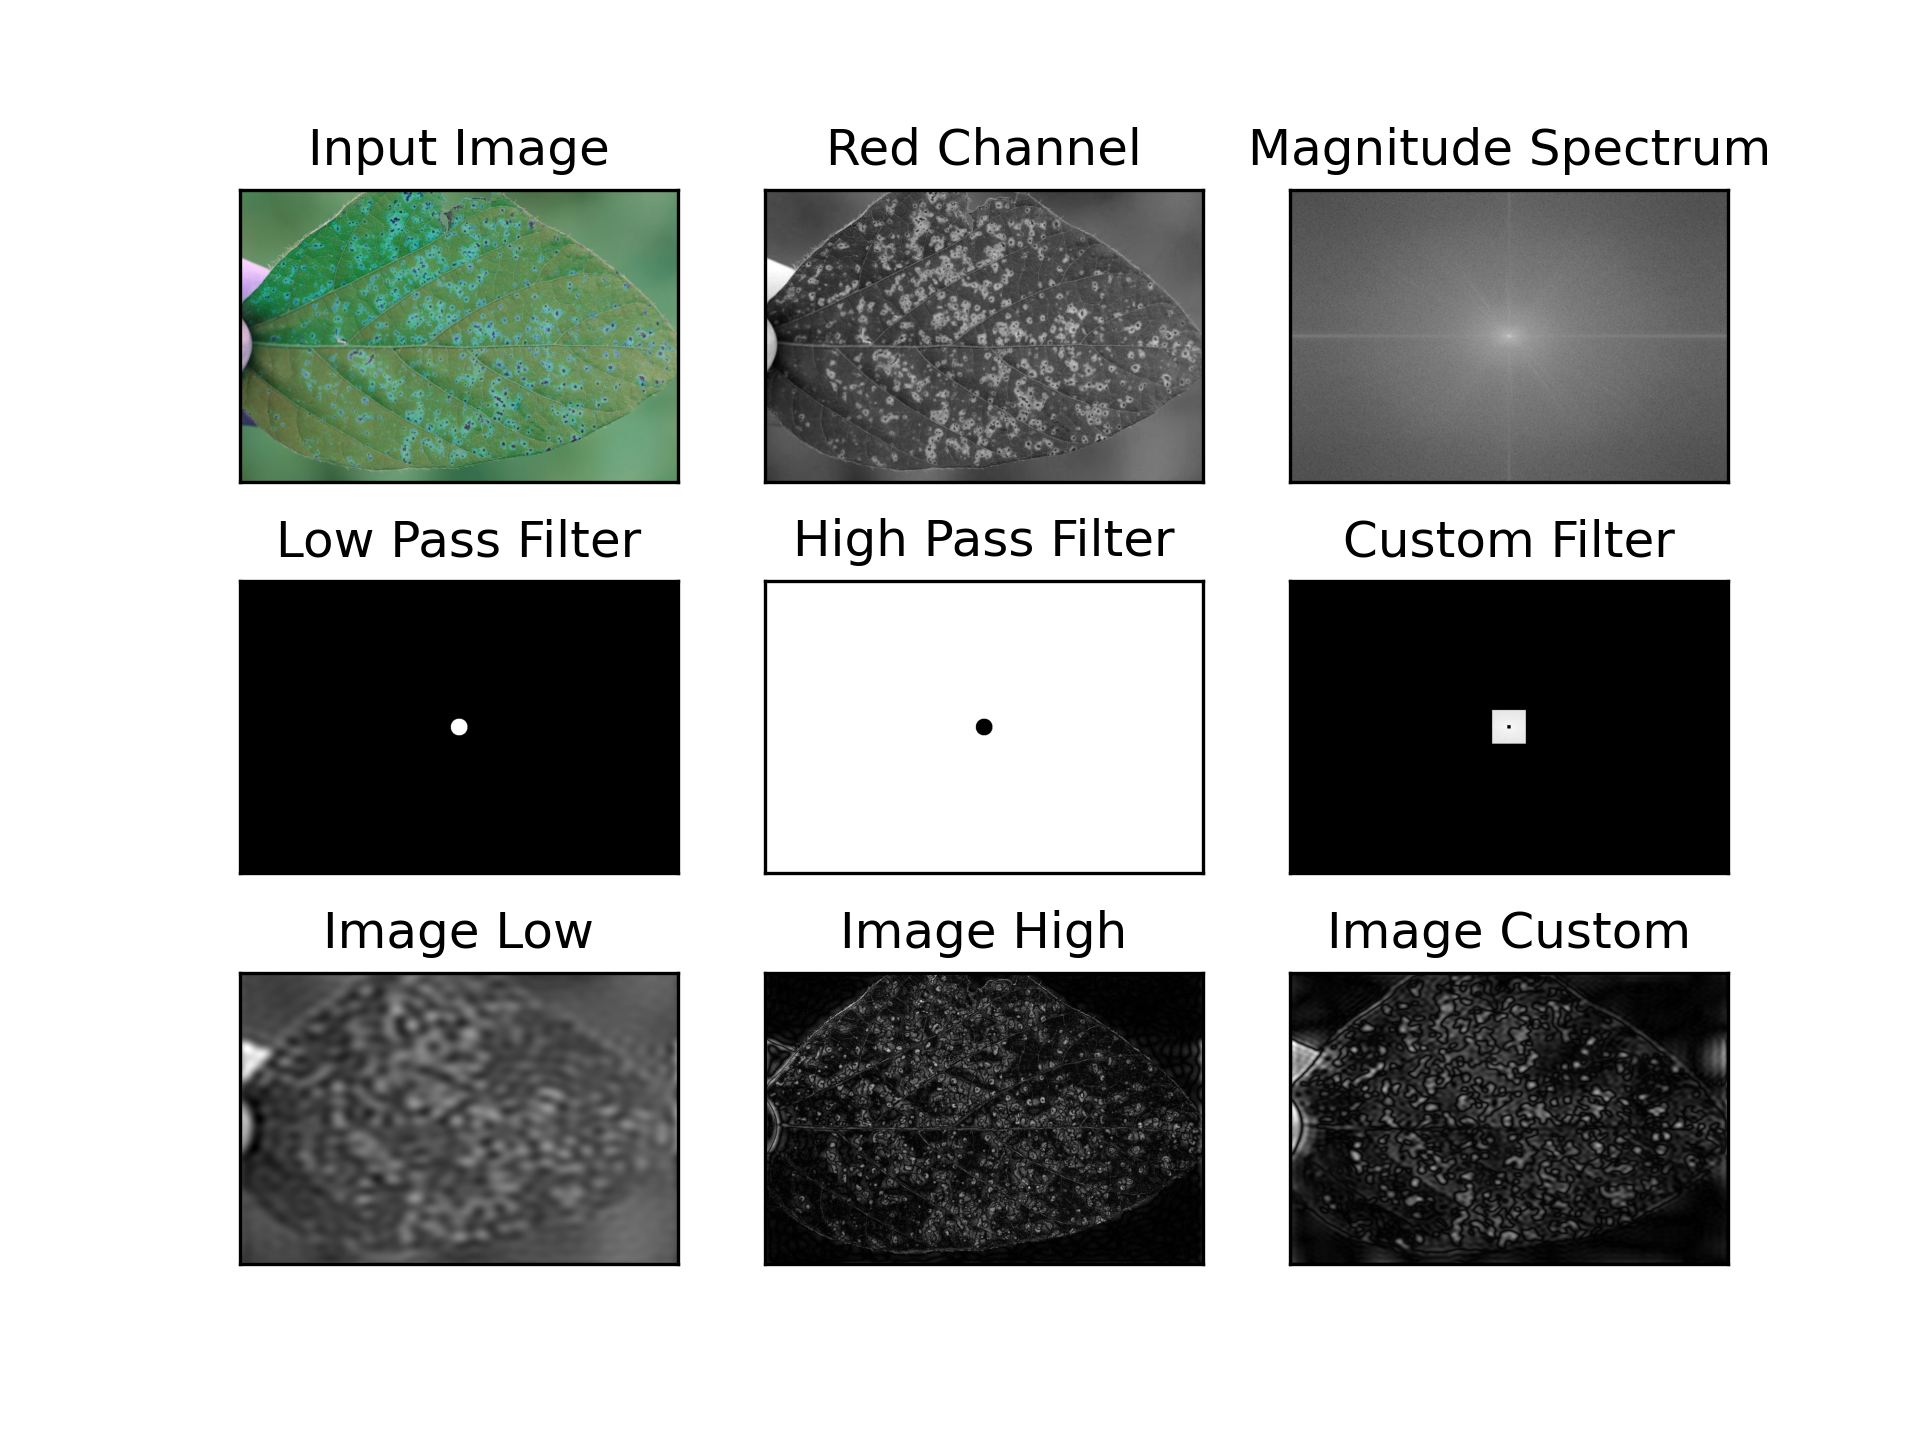 Input Image
Red Channel
Magnitude Spectrum
Low Pass Filter
High Pass Filter
Custom Filter
Image Low
Image High
Image Custom